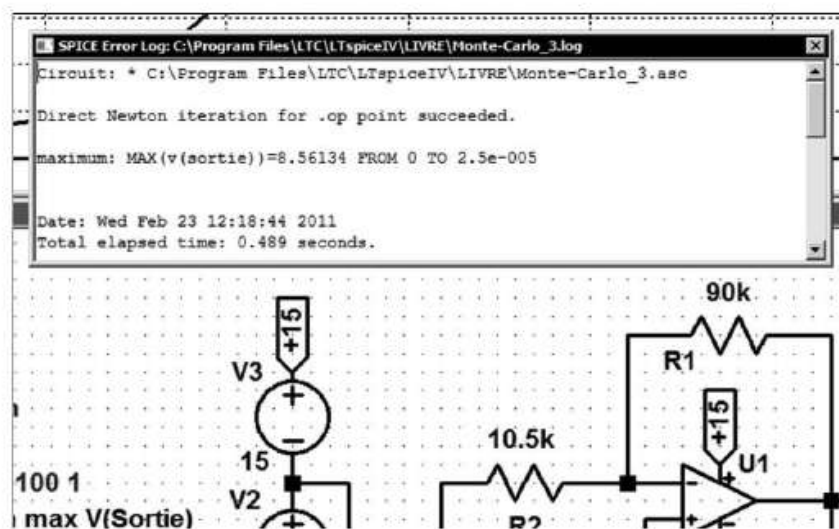 SPICE Error Log: C:\Program Files\LTC\LTspiceIV\LIVRE\Monte-Carlo_3.log
Circuit: * C:\Program Files\LTC\LTspiceIV\LIVRE\Monte-Carlo_3.asc
Direct Newton iteration for .op point succeeded.
maximum: MAX(v(sortie))=8.56134 FROM 0 TO 2.5e-005
Date: Wed Feb 23 12:18:44 2011
Total elapsed time: 0.489 seconds.
90k
+15
R1
V3
+15
10.5k
U1
15
100 1
V2
max V(Sortie)
R2